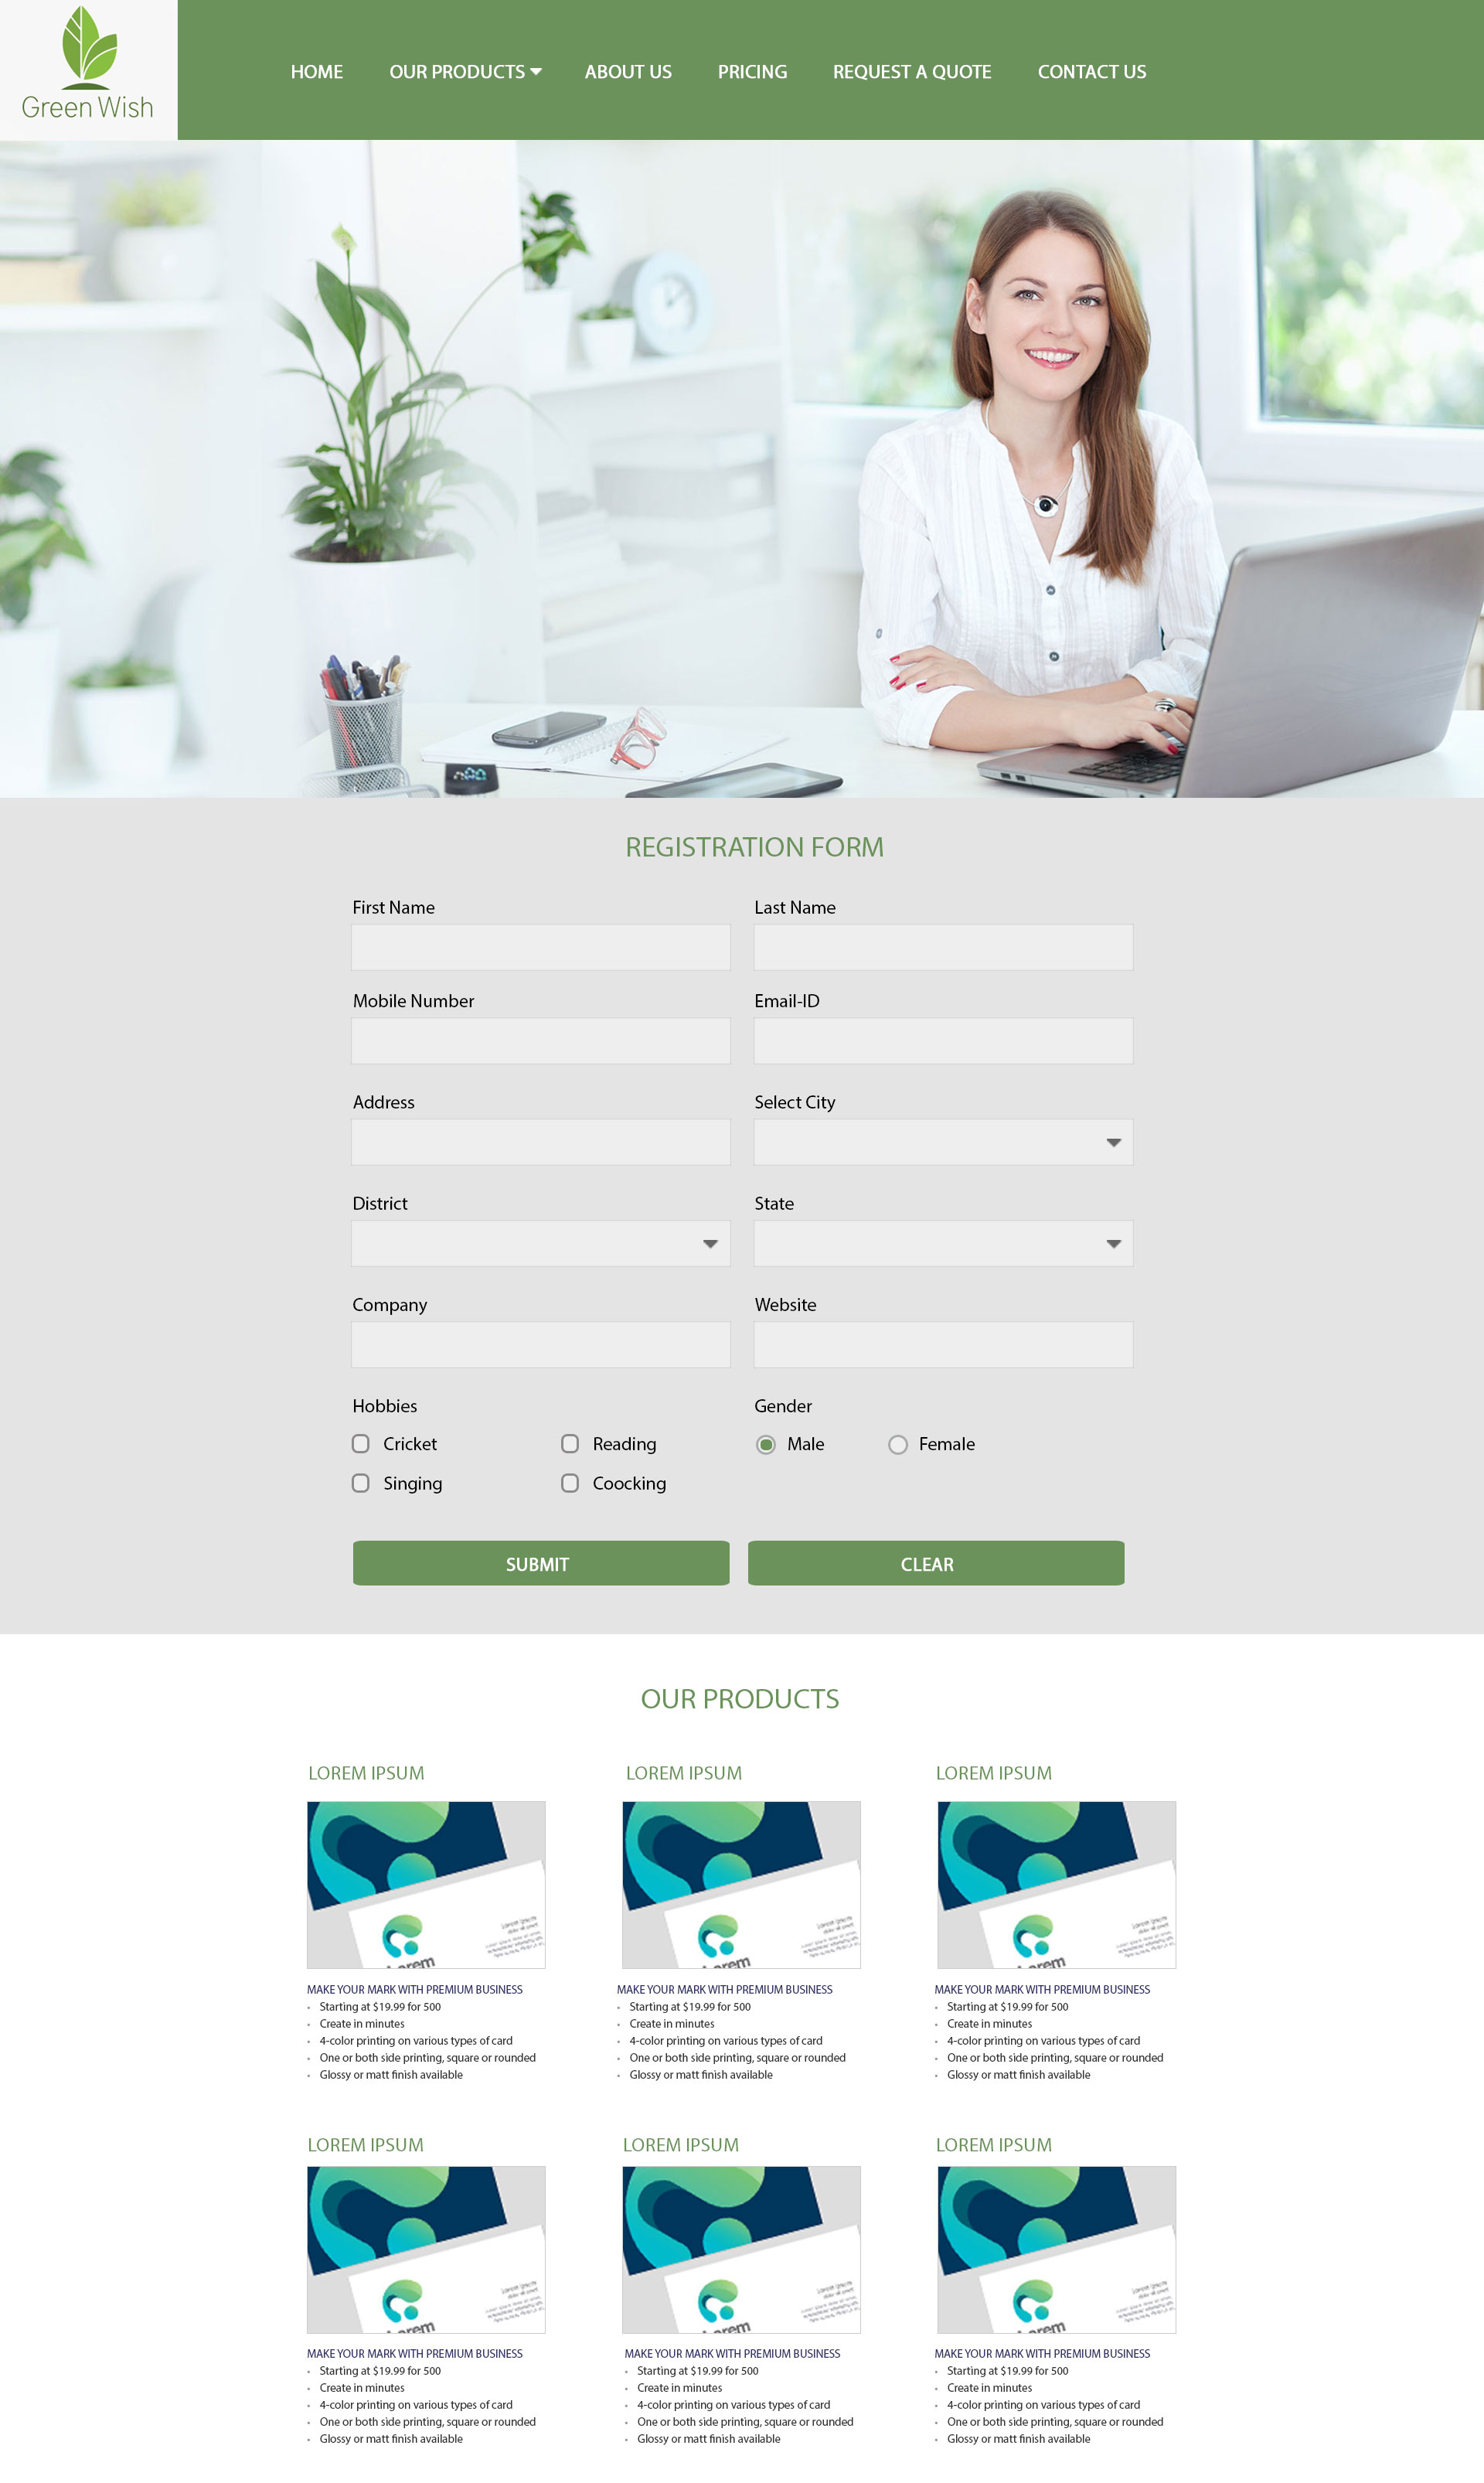 Green Wish
HOME OUR PRODUCTS ABOUT US PRICING REQUEST A QUOTE CONTACT US
REGISTRATION FORM
First Name Last Name
Mobile Number Email-ID
Address Select City
District State
Company Website
Hobbies Gender
Cricket Reading Male Female
Singing Coocking
SUBMIT CLEAR
OUR PRODUCTS
LOREM IPSUM
Lorem
MAKE YOUR MARK WITH PREMIUM BUSINESS
Starting at $19.99 for 500
Create in minutes
4-color printing on various types of card
One or both side printing, square or rounded
Glossy or matt finish available
LOREM IPSUM
Lorem
MAKE YOUR MARK WITH PREMIUM BUSINESS
Starting at $19.99 for 500
Create in minutes
4-color printing on various types of card
One or both side printing, square or rounded
Glossy or matt finish available
LOREM IPSUM
Lorem
MAKE YOUR MARK WITH PREMIUM BUSINESS
Starting at $19.99 for 500
Create in minutes
4-color printing on various types of card
One or both side printing, square or rounded
Glossy or matt finish available
LOREM IPSUM
Lorem
MAKE YOUR MARK WITH PREMIUM BUSINESS
Starting at $19.99 for 500
Create in minutes
4-color printing on various types of card
One or both side printing, square or rounded
Glossy or matt finish available
LOREM IPSUM
Lorem
MAKE YOUR MARK WITH PREMIUM BUSINESS
Starting at $19.99 for 500
Create in minutes
4-color printing on various types of card
One or both side printing, square or rounded
Glossy or matt finish available
LOREM IPSUM
Lorem
MAKE YOUR MARK WITH PREMIUM BUSINESS
Starting at $19.99 for 500
Create in minutes
4-color printing on various types of card
One or both side printing, square or rounded
Glossy or matt finish available